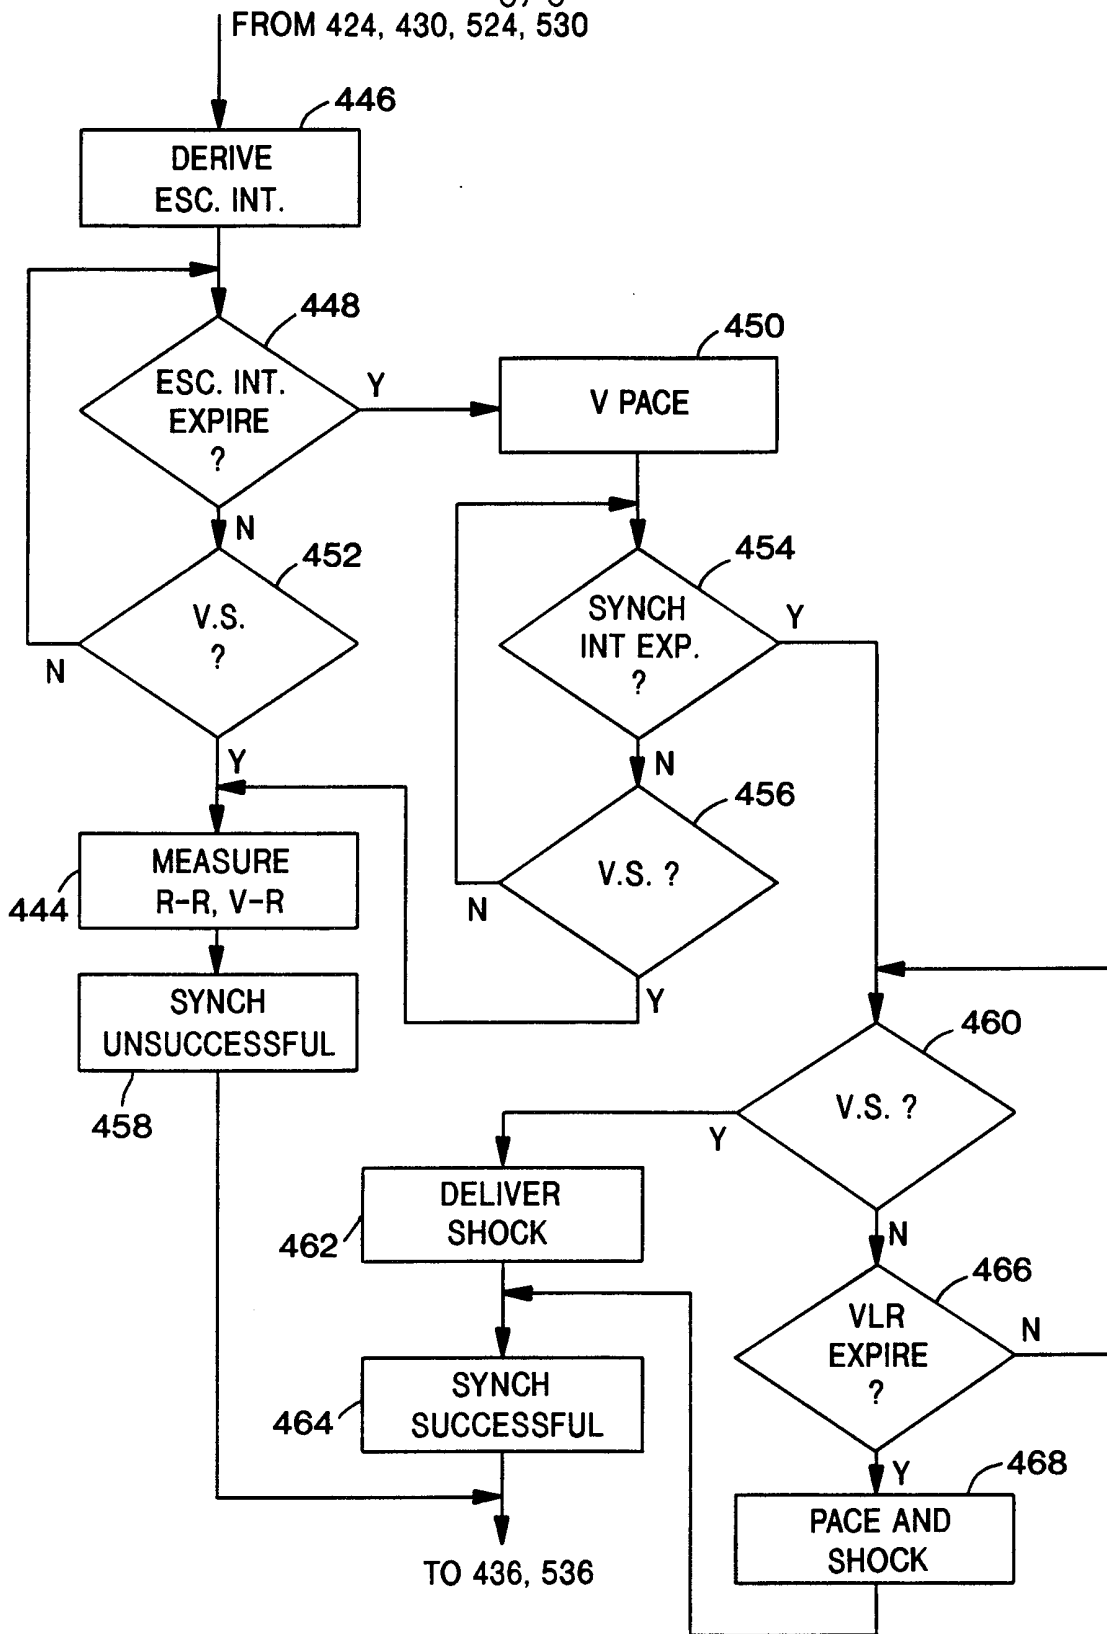 FROM 424, 430, 524, 530
446
DERIVE
ESC. INT.
448
ESC. INT.
EXPIRE
?
Y
N
450
V PACE
452
V.S.
?
N
Y
454
SYNCH
INT EXP.
?
Y
N
456
V.S. ?
N
Y
444
MEASURE
R-R, V-R
SYNCH
UNSUCCESSFUL
458
460
V.S. ?
Y
N
462
DELIVER
SHOCK
466
VLR
EXPIRE
?
N
Y
464
SYNCH
SUCCESSFUL
468
PACE AND
SHOCK
TO 436, 536